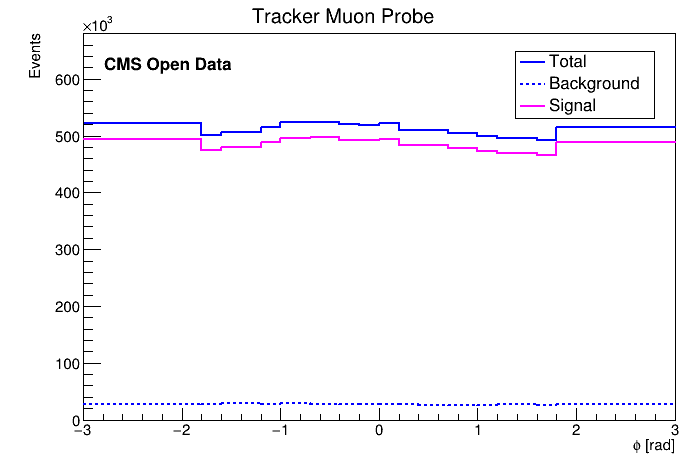 Tracker Muon Probe
×10³
Events
CMS Open Data
Total
Background
Signal
600
500
400
300
200
100
0
−3 −2 −1 0 1 2 3
ϕ [rad]